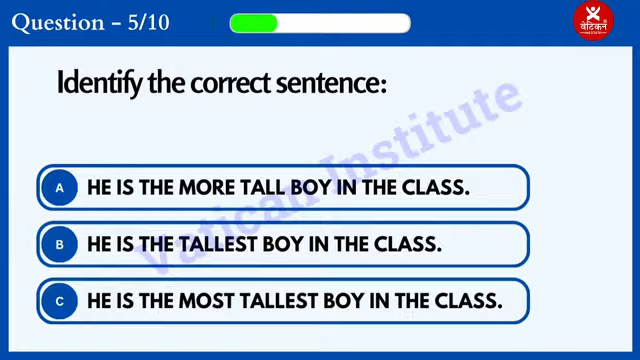 Question - 5/10
वेटिकन
Identify the correct sentence:
A HE IS THE MORE TALL BOY IN THE CLASS.
B HE IS THE TALLEST BOY IN THE CLASS.
C HE IS THE MOST TALLEST BOY IN THE CLASS.
Vatican Institute